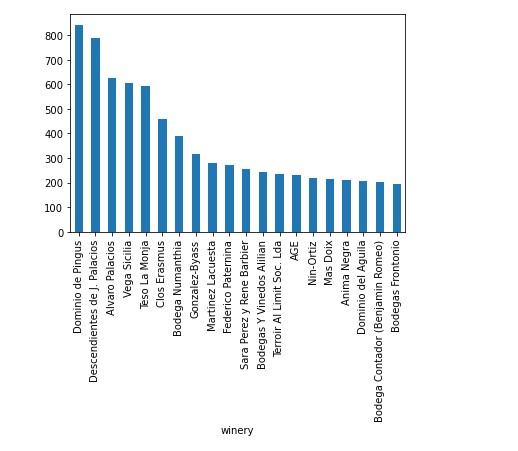 800
700
600
500
400
300
200
100
0
Dominio de Pingus
Descendientes de J. Palacios
Alvaro Palacios
Vega Sicilia
Teso La Monja
Clos Erasmus
Bodega Numanthia
Gonzalez-Byass
Martinez Lacuesta
Federico Paternina
Sara Perez y Rene Barbier
Bodegas Y Vinedos Alilian
Terroir Al Limit Soc. Lda
AGE
Nin-Ortiz
Mas Doix
Anima Negra
Dominio del Aguila
Bodega Contador (Benjamin Romeo)
Bodegas Frontonio
winery